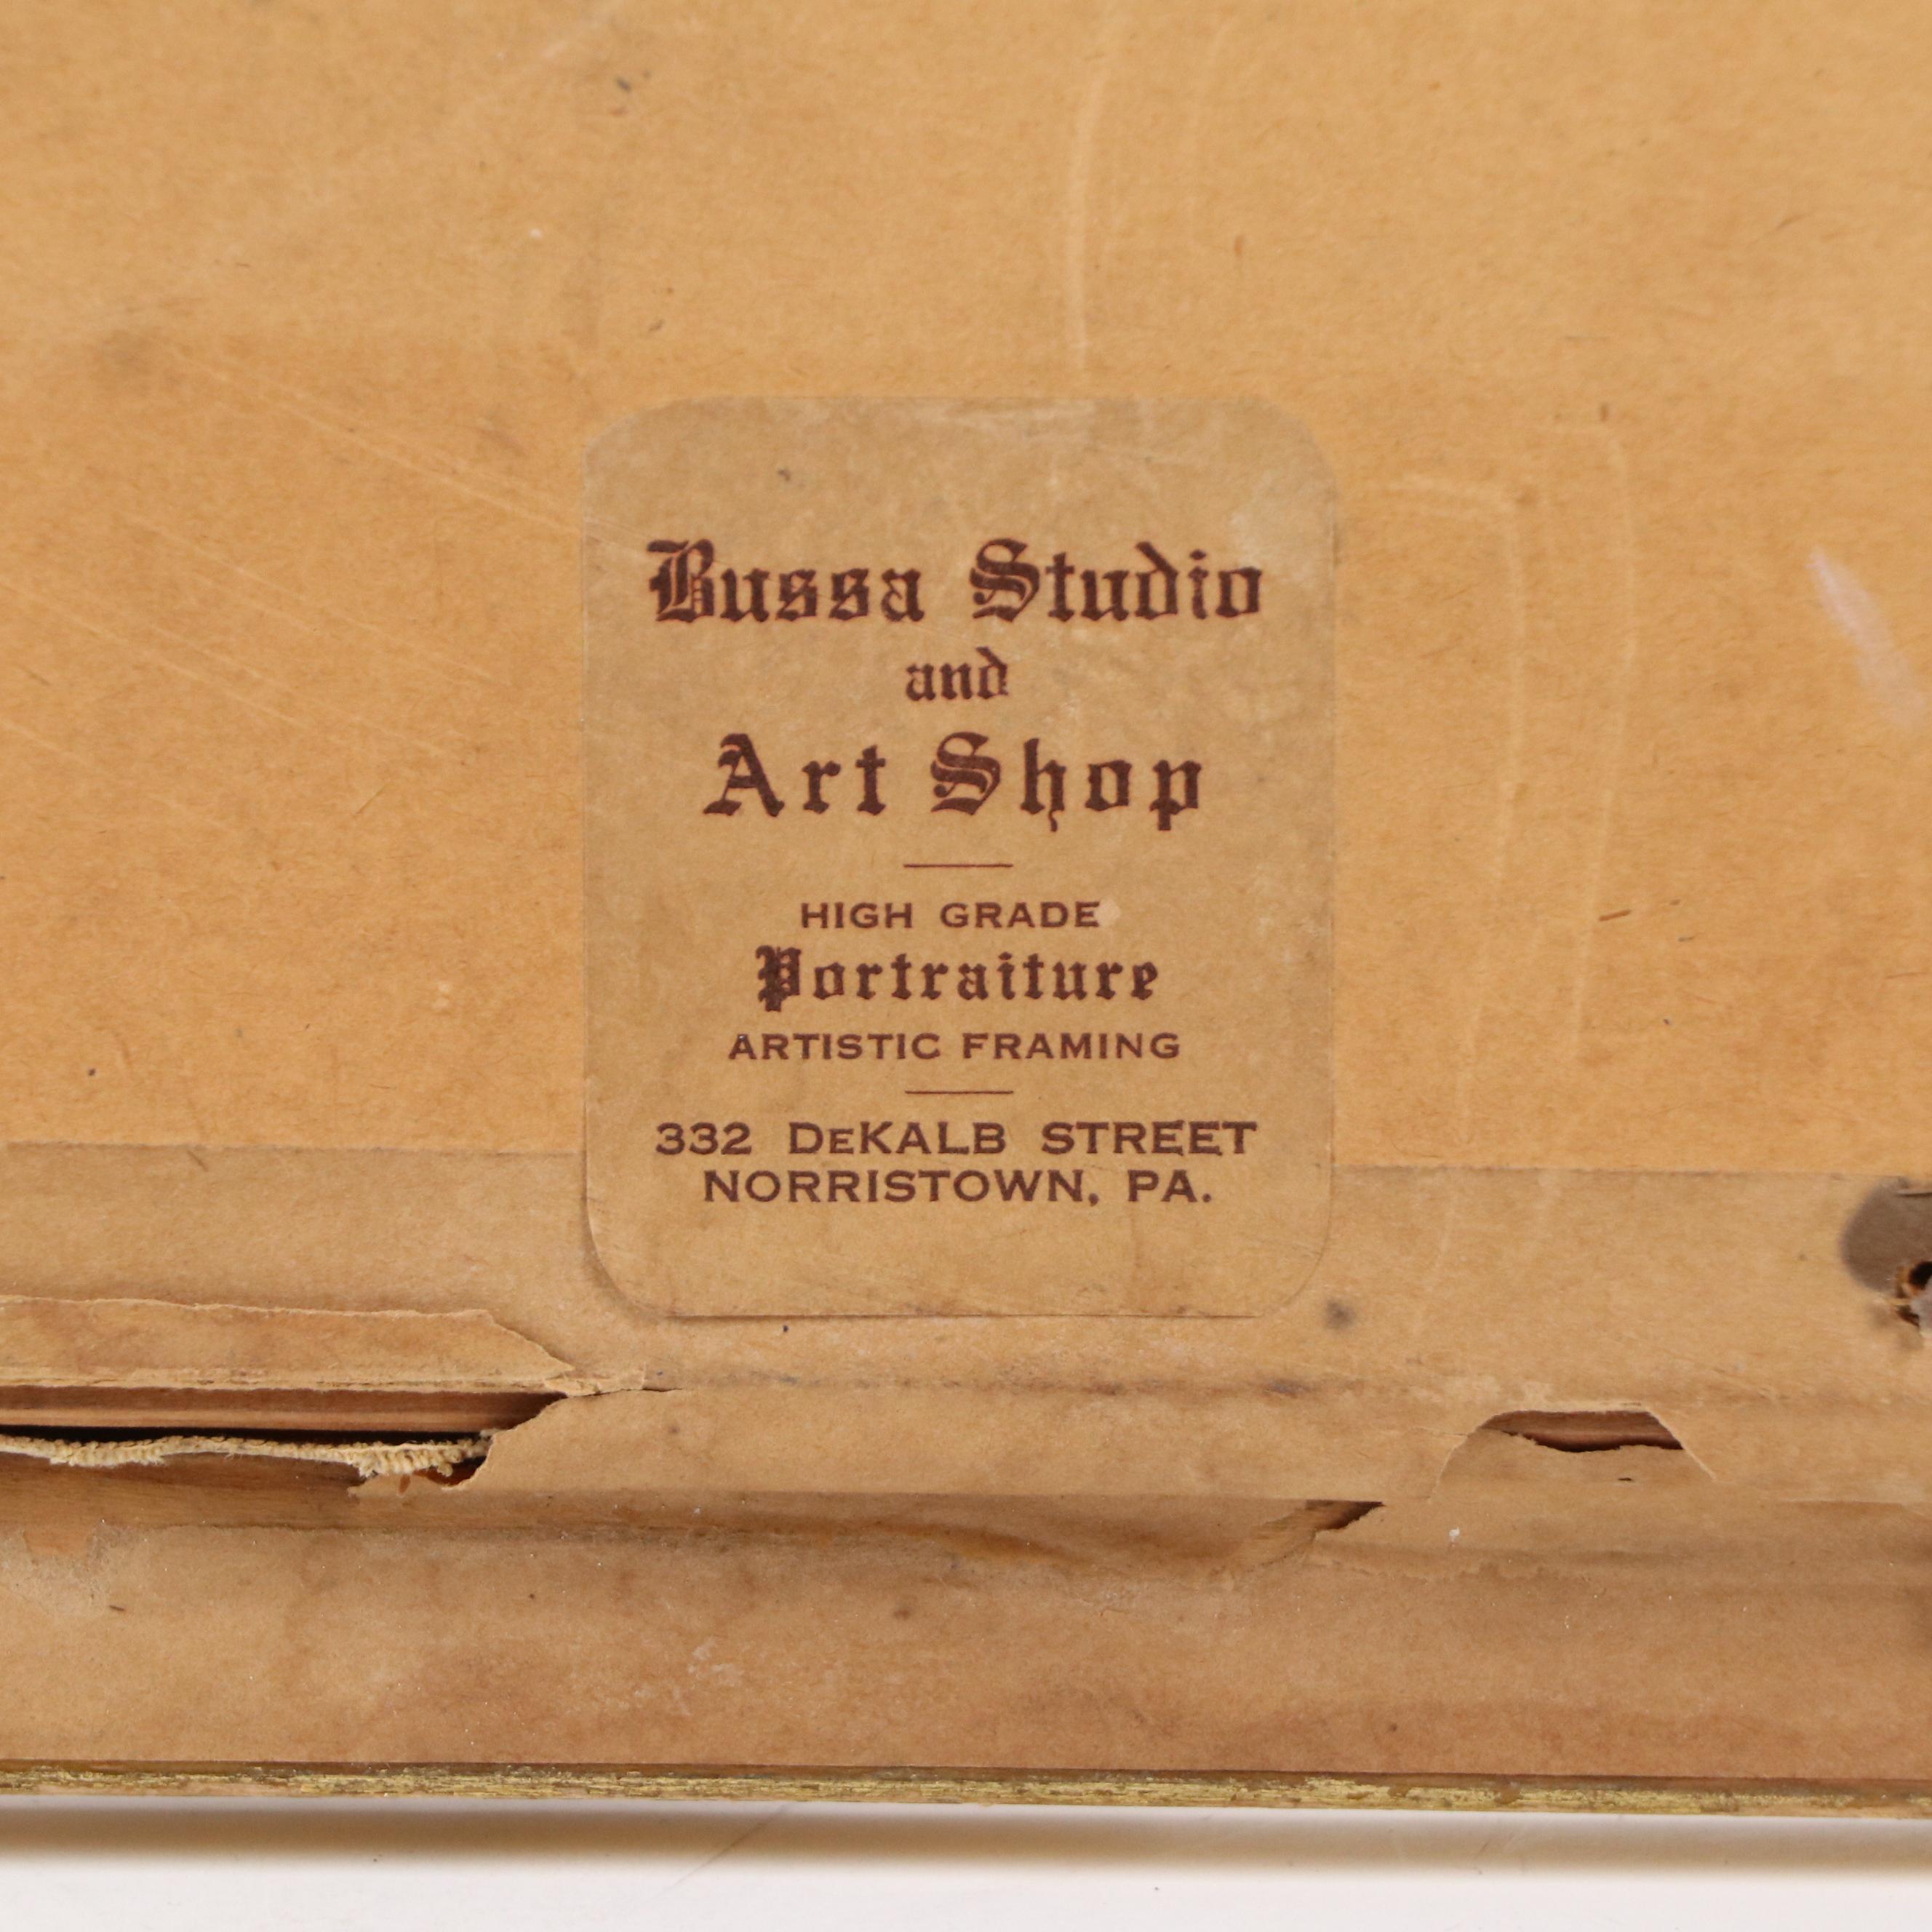 Bussa Studio
and
Art Shop
HIGH GRADE
Portraiture
ARTISTIC FRAMING
332 DEKALB STREET
NORRISTOWN, PA.